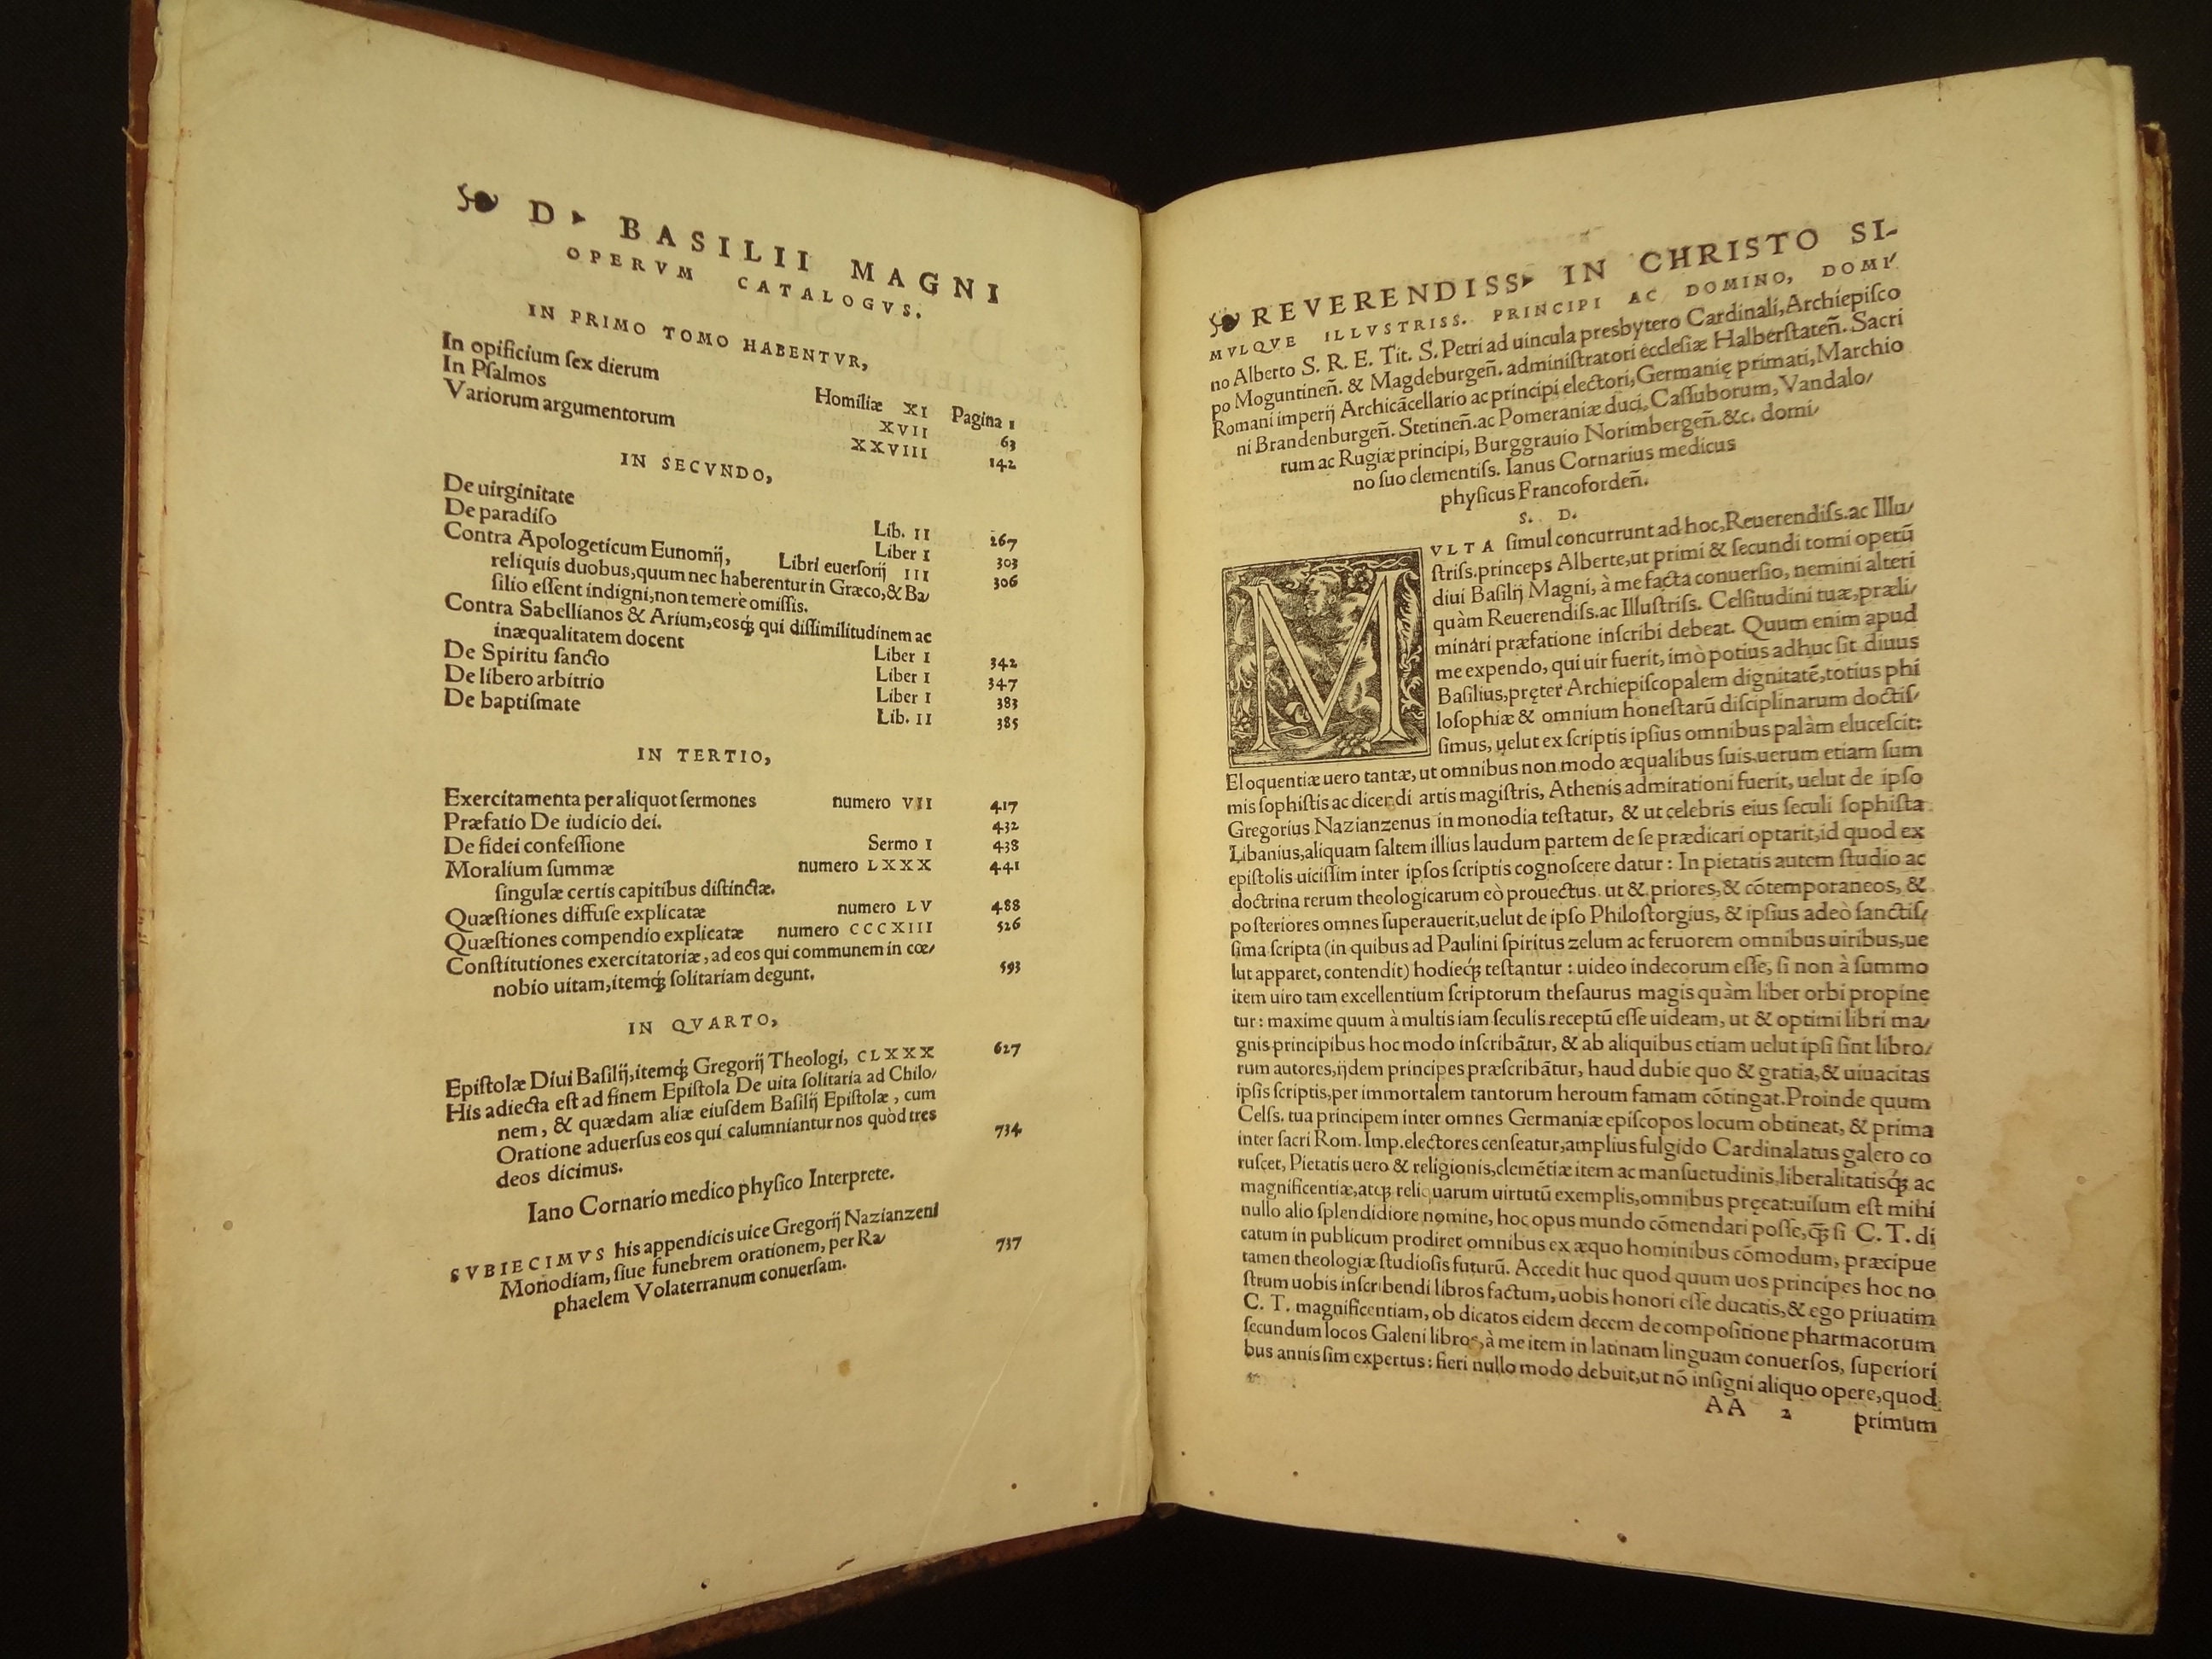 D. BASILII MAGNI
OPERVM CATALOGVS.
IN PRIMO TOMO HABENTVR,
In opificium ſex dierum Homiliæ XI Pagina 1
In Pſalmos XVII 63
Variorum argumentorum XXVIII 142
IN SECVNDO,
De uirginitate Lib. II 267
De paradiſo Liber I 303
Contra Apologeticum Eunomij, Libri euerſorij III 306
reliquis duobus, quum nec haberentur in Græco, & Ba/
ſilio eſſent indigni, non temerè omiſſis.
Contra Sabellianos & Arium, eosq́; qui diſſimilitudinem ac
inæqualitatem docent Liber I 342
De Spiritu ſancto Liber I 347
De libero arbitrio Liber I 383
De baptiſmate Lib. II 385
IN TERTIO,
Exercitamenta per aliquot ſermones numero VII 417
Præfatio De iudicio dei. 432
De fidei confeſſione Sermo I 438
Moralium ſummæ numero LXXX 441
ſingulæ certis capitibus diſtinctæ.
Quæſtiones diffuſe explicatæ numero LV 488
Quæſtiones compendio explicatæ numero CCCXIII 526
Conſtitutiones exercitatoriæ, ad eos qui communem in cœ/
nobio uitam, itemq́; ſolitariam degunt. 593
IN QVARTO,
Epiſtolæ Diui Baſilij, itemq́; Gregorij Theologi, CLXXX 627
His adiecta eſt ad finem Epiſtola De uita ſolitaria ad Chilo/
nem, & quædam aliæ eiuſdem Baſilij Epiſtolæ, cum
Oratione aduerſus eos qui calumniantur nos quòd tres
deos dicimus. 734
Iano Cornario medico phyſico Interprete.
SVBIECIMVS his appendicis uice Gregorij Nazianzeni
Monodiam, ſiue funebrem orationem, per Ra/
phaelem Volaterranum conuerſam. 737
REVERENDISS. IN CHRISTO SI-
MVLQVE ILLVSTRISS. PRINCIPI AC DOMINO, DOMI/
no Alberto S. R. E. Tit. S. Petri ad uincula presbytero Cardinali, Archiepiſco
po Moguntineñ. & Magdeburgeñ. adminiſtratori eccleſiæ Halberſtateñ. Sacri
Romani imperij Archicãcellario ac principi electori, Germanię primati, Marchio
ni Brandenburgeñ. Stetineñ. ac Pomeraniæ duci, Caſſuborum, Vandalo/
rum ac Rugiæ principi, Burggrauio Norimbergeñ. &c. domi/
no ſuo clementiſs. Ianus Cornarius medicus
phyſicus Francofordeñ.
S. D.
MVLTA ſimul concurrunt ad hoc, Reuerendiſs. ac Illu/
ſtriſs. princeps Alberte, ut primi & ſecundi tomi operũ
diui Baſilij Magni, à me facta conuerſio, nemini alteri
quàm Reuerendiſs. ac Illuſtriſs. Celſitudini tuæ, præli/
minari præfatione inſcribi debeat. Quum enim apud
me expendo, qui uir fuerit, imò potius adhuc ſit diuus
Baſilius, pręter Archiepiſcopalem dignitatẽ, totius phi
loſophiæ & omnium honeſtarũ diſciplinarum doctiſ/
ſimus, uelut ex ſcriptis ipſius omnibus palàm eluceſcit:
Eloquentiæ uero tantæ, ut omnibus non modo æqualibus ſuis uerum etiam ſum
mis ſophiſtis ac dicendi artis magiſtris, Athenis admirationi fuerit, uelut de ipſo
Gregorius Nazianzenus in monodia teſtatur, & ut celebris eius ſeculi ſophiſta
Libanius, aliquam ſaltem illius laudum partem de ſe prædicari optarit, id quod ex
epiſtolis uiciſſim inter ipſos ſcriptis cognoſcere datur: In pietatis autem ſtudio ac
doctrina rerum theologicarum eò prouectus ut & priores, & cõtemporaneos, &
poſteriores omnes ſuperauerit, uelut de ipſo Philoſtorgius, & ipſius adeò ſanctiſ/
ſima ſcripta (in quibus ad Paulini ſpiritus zelum ac feruorem omnibus uiribus, ue
lut apparet, contendit) hodieq́; teſtantur: uideo indecorum eſſe, ſi non à ſummo
item uiro tam excellentium ſcriptorum theſaurus magis quàm liber orbi propine
tur: maxime quum à multis iam ſeculis receptũ eſſe uideam, ut & optimi libri ma/
gnis principibus hoc modo inſcribãtur, & ab aliquibus etiam uelut ipſi ſint libro/
rum autores, ijdem principes præſcribãtur, haud dubie quo & gratia, & uiuacitas
ipſis ſcriptis, per immortalem tantorum heroum famam cõtingat. Proinde quum
Celſs. tua principem inter omnes Germaniæ epiſcopos locum obtineat, & prima
inter ſacri Rom. Imp. electores cenſeatur, amplius fulgido Cardinalatus galero co
ruſcet, Pietatis uero & religionis, clemẽtiæ item ac manſuetudinis, liberalitatisq́; ac
magnificentiæ, atq; reliquarum uirtutũ exemplis, omnibus pręeat: uiſum eſt mihi
nullo alio ſplendidiore nomine, hoc opus mundo cõmendari poſſe, q̃; ſi C. T. di
catum in publicum prodiret omnibus ex æquo hominibus cõmodum, præcipue
tamen theologiæ ſtudioſis futurũ. Accedit huc quod quum uos principes hoc no
ſtrum uobis inſcribendi libros factum, uobis honori eſſe ducatis, & ego priuatim
C. T. magnificentiam, ob dicatos eidem decem de compoſitione pharmacorum
ſecundum locos Galeni libros, à me item in latinam linguam conuerſos, ſuperiori
bus annis ſim expertus: fieri nullo modo debuit, ut nõ inſigni aliquo opere, quod
AA 2 primum